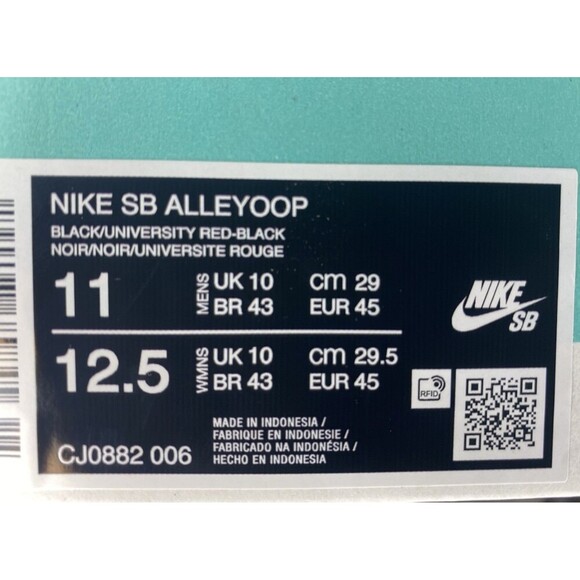 NIKE SB ALLEYOOP
BLACK/UNIVERSITY RED-BLACK
NOIR/NOIR/UNIVERSITE ROUGE
11 MENS UK 10 cm 29
BR 43 EUR 45
12.5 WMNS UK 10 cm 29.5
BR 43 EUR 45
NIKE
SB
RFID
CJ0882 006
MADE IN INDONESIA /
FABRIQUE EN INDONESIE /
FABRICADO NA INDONÉSIA /
HECHO EN INDONESIA